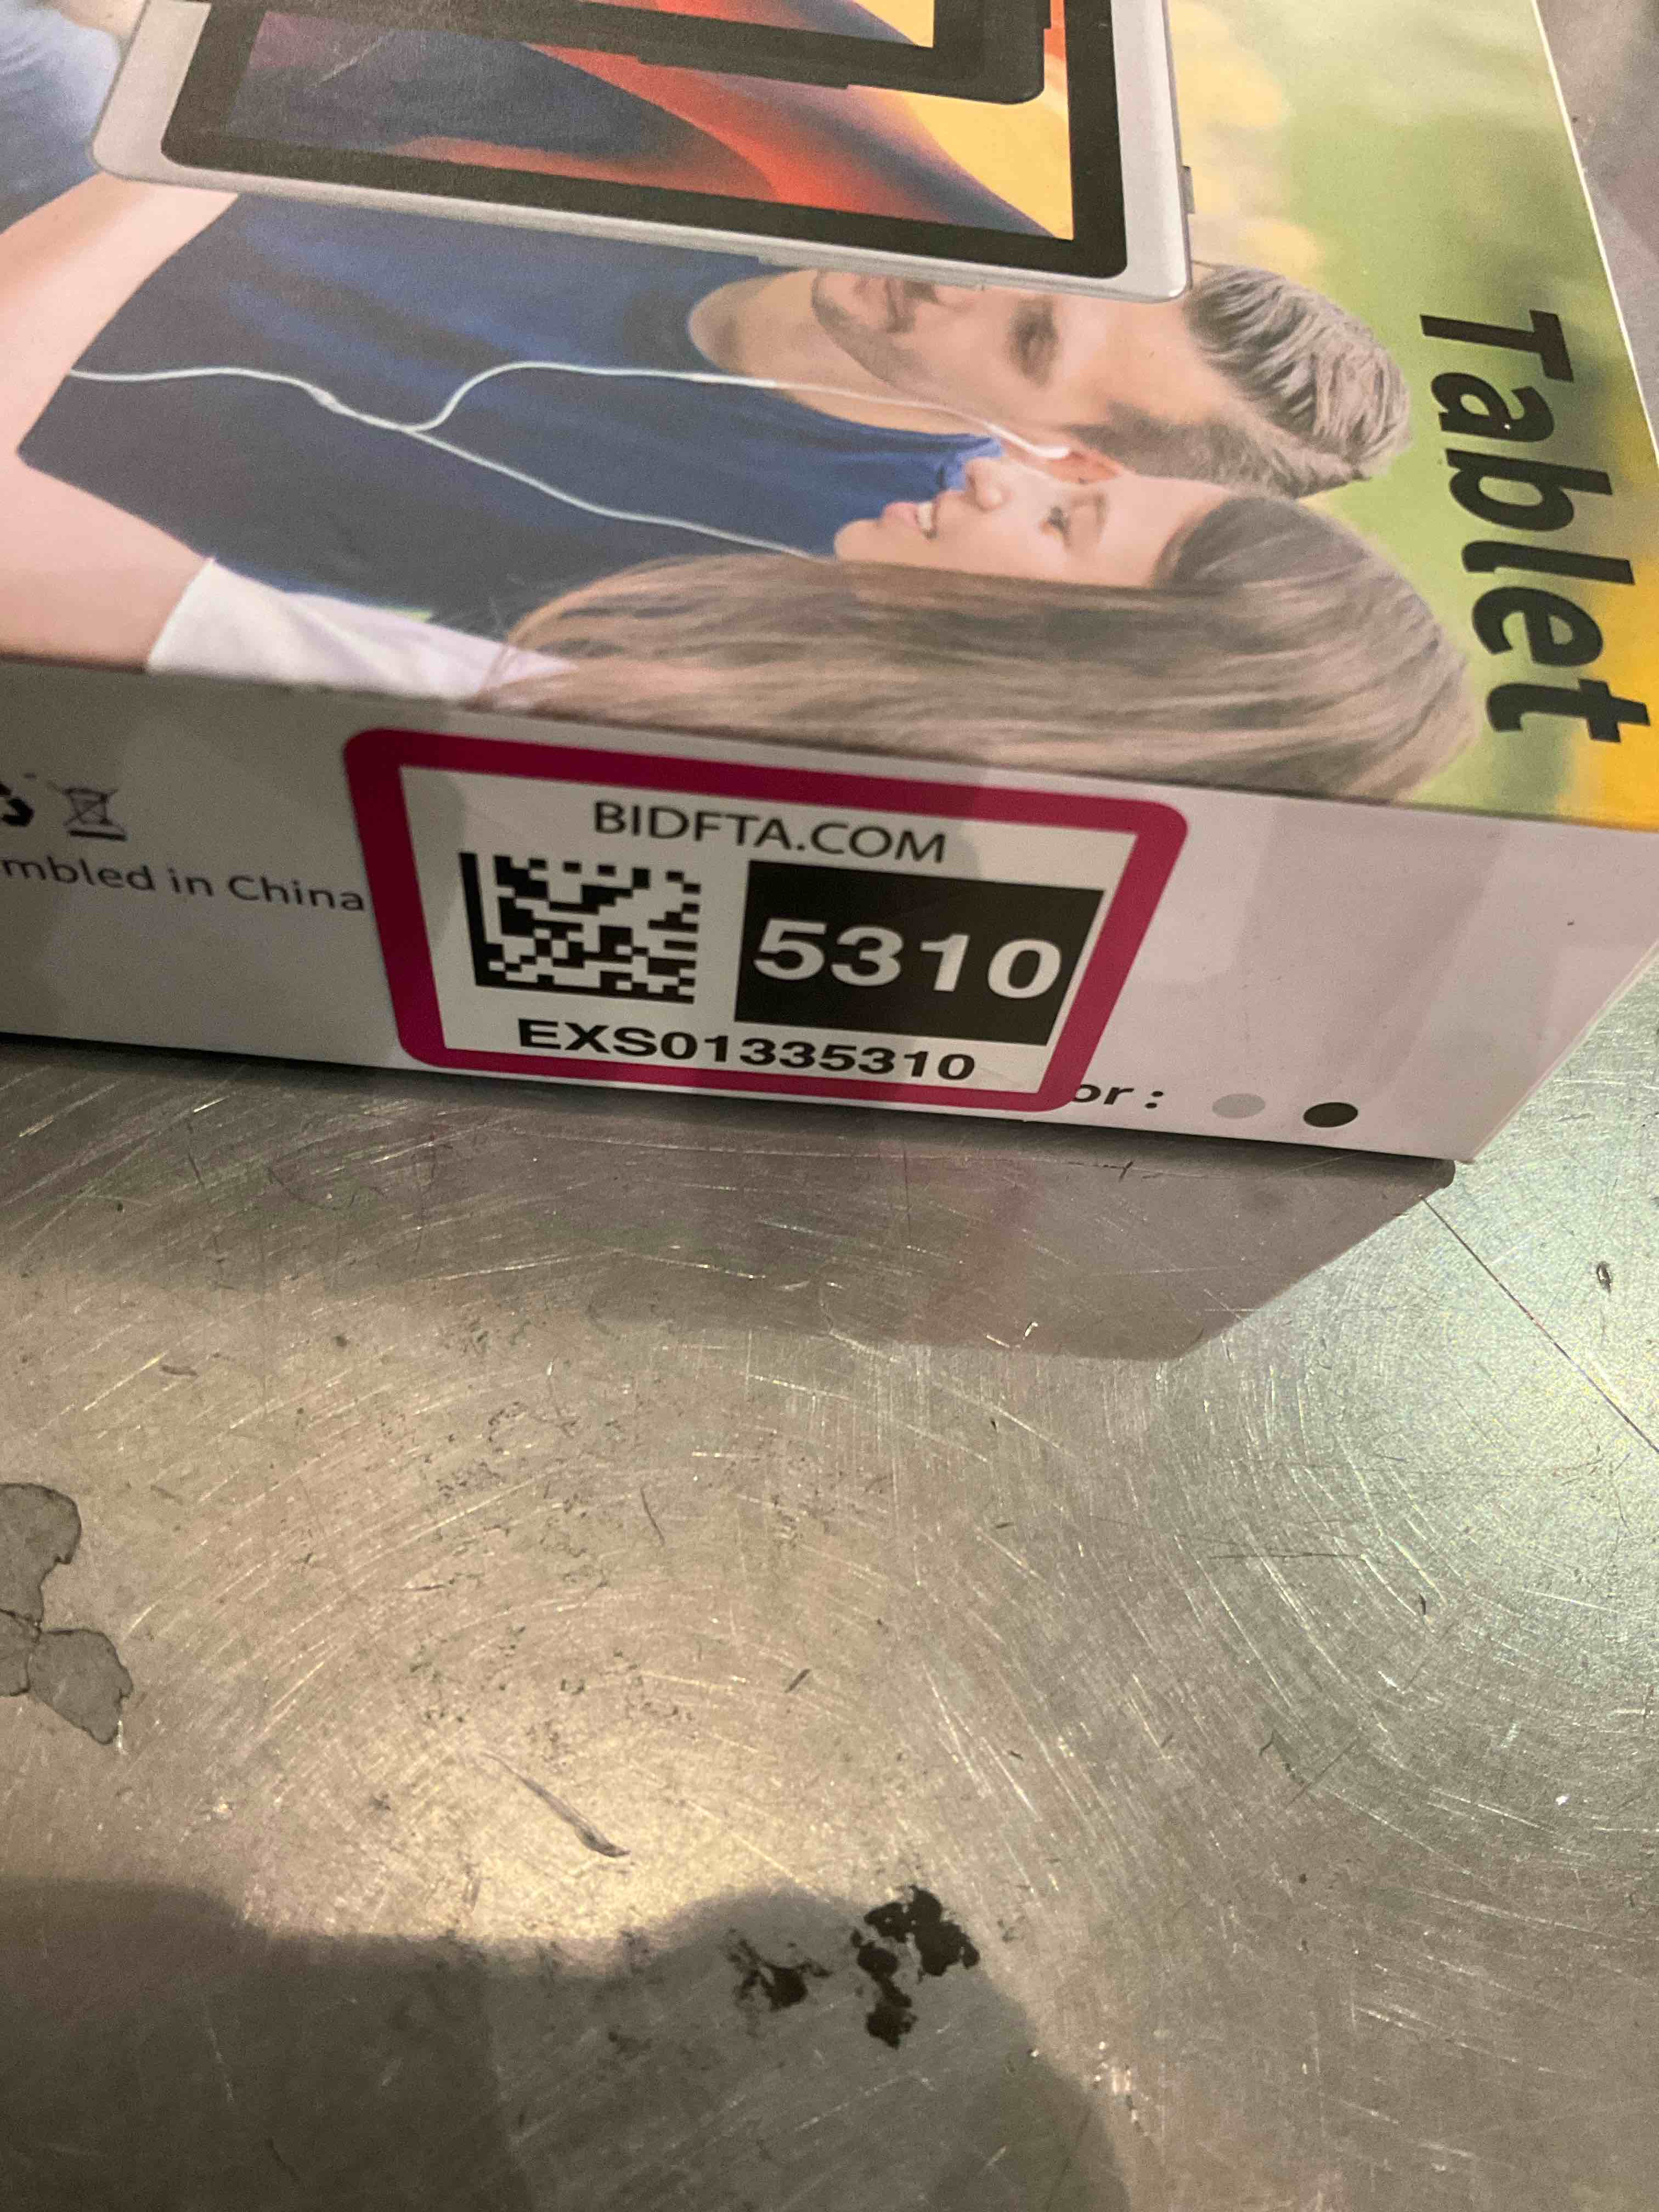 Tablet
mbled in China
BIDFTA.COM
5310
EXS01335310
or :